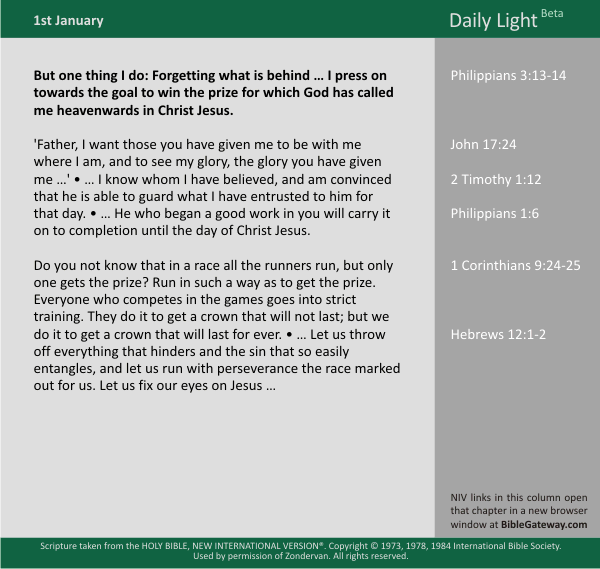 1st January
Daily Light Beta
But one thing I do: Forgetting what is behind … I press on
towards the goal to win the prize for which God has called
me heavenwards in Christ Jesus.
Philippians 3:13-14
'Father, I want those you have given me to be with me
where I am, and to see my glory, the glory you have given
me …' • … I know whom I have believed, and am convinced
that he is able to guard what I have entrusted to him for
that day. • … He who began a good work in you will carry it
on to completion until the day of Christ Jesus.
John 17:24
2 Timothy 1:12
Philippians 1:6
Do you not know that in a race all the runners run, but only
one gets the prize? Run in such a way as to get the prize.
Everyone who competes in the games goes into strict
training. They do it to get a crown that will not last; but we
do it to get a crown that will last for ever. • … Let us throw
off everything that hinders and the sin that so easily
entangles, and let us run with perseverance the race marked
out for us. Let us fix our eyes on Jesus …
1 Corinthians 9:24-25
Hebrews 12:1-2
NIV links in this column open
that chapter in a new browser
window at BibleGateway.com
Scripture taken from the HOLY BIBLE, NEW INTERNATIONAL VERSION®. Copyright © 1973, 1978, 1984 International Bible Society.
Used by permission of Zondervan. All rights reserved.